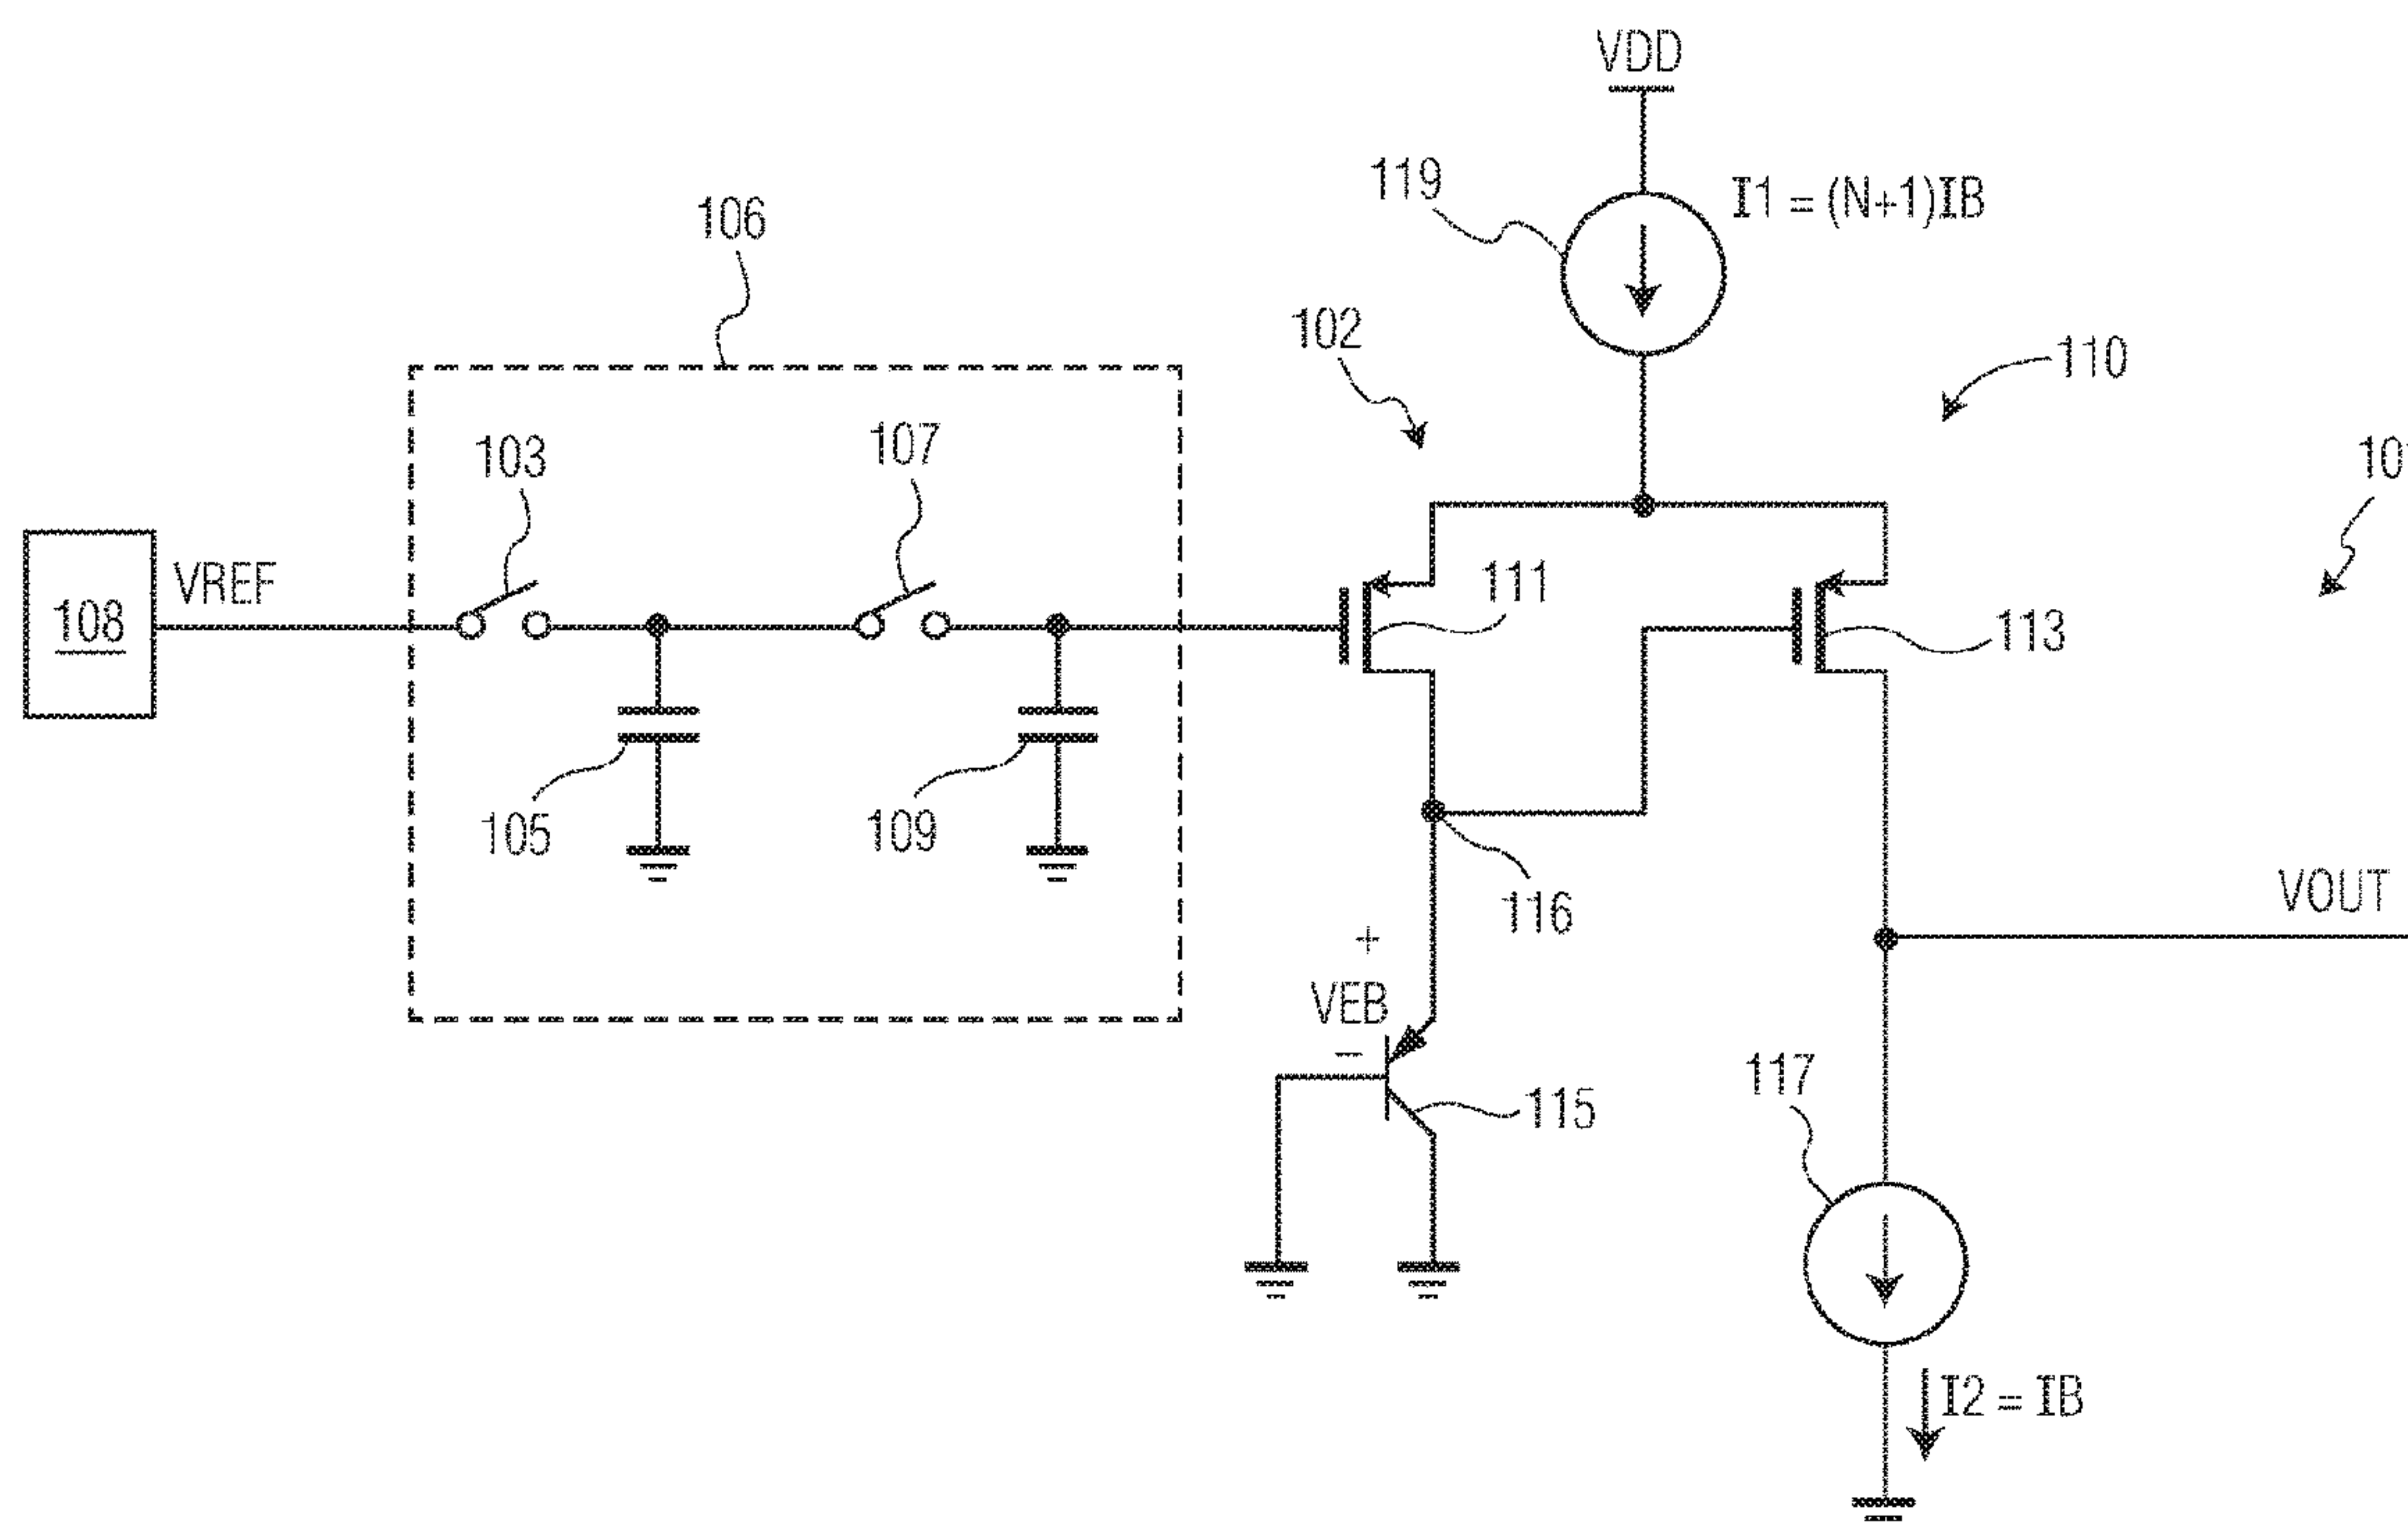 VDD
119
I1 = (N+1)IB
106
102
110
103
107
10
108
VREF
111
113
105
109
116
VOUT
+
VEB
–
115
117
I2 = IB